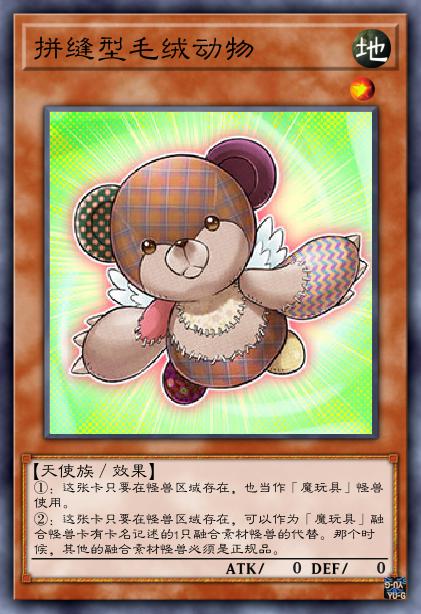 拼缝型毛绒动物
地
【天使族／效果】
①：这张卡只要在怪兽区域存在，也当作「魔玩具」怪兽
使用。
②：这张卡只要在怪兽区域存在，可以作为「魔玩具」融
合怪兽卡有卡名记述的1只融合素材怪兽的代替。那个时
候，其他的融合素材怪兽必须是正规品。
ATK/ 0 DEF/ 0